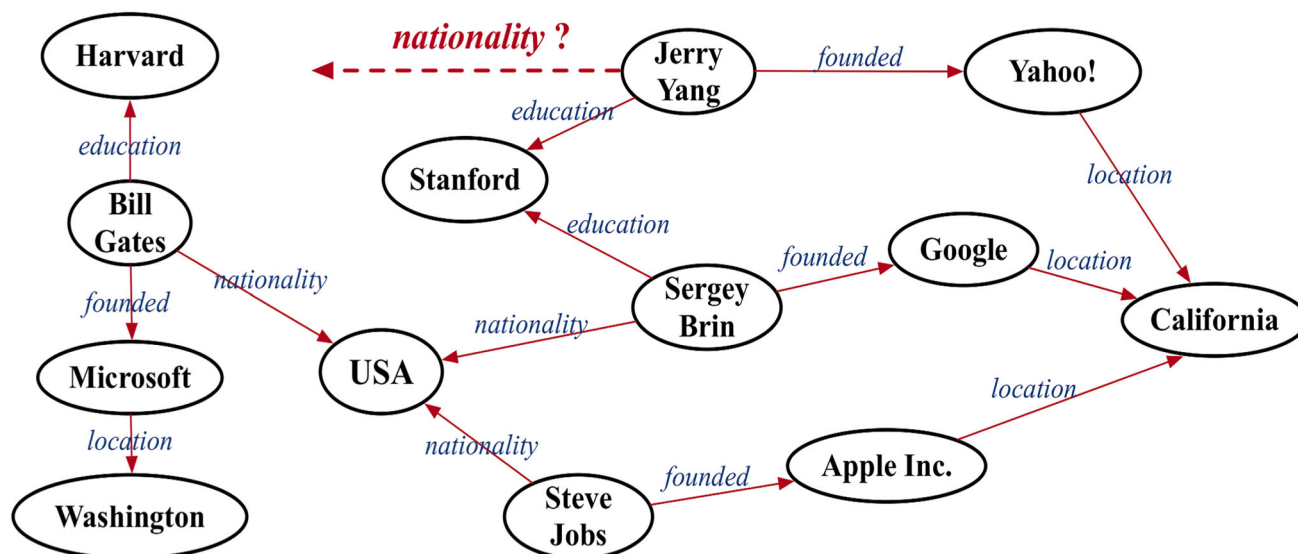 Harvard
nationality ?
Jerry
Yang
founded
Yahoo!
education
education
Stanford
location
Bill
Gates
education
Google
founded
location
nationality
Sergey
Brin
founded
California
nationality
USA
Microsoft
location
location
nationality
Apple Inc.
founded
Steve
Jobs
Washington